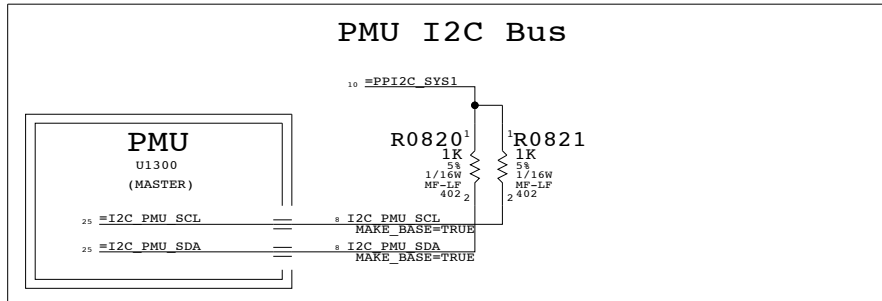 PMU I2C Bus
10 =PPI2C_SYS1
PMU
U1300
(MASTER)
R0820 1
1K
5%
1/16W
MF-LF
402
2
1 R0821
1K
5%
1/16W
MF-LF
402
2
25 =I2C_PMU_SCL
8 I2C_PMU_SCL
MAKE_BASE=TRUE
25 =I2C_PMU_SDA
8 I2C_PMU_SDA
MAKE_BASE=TRUE